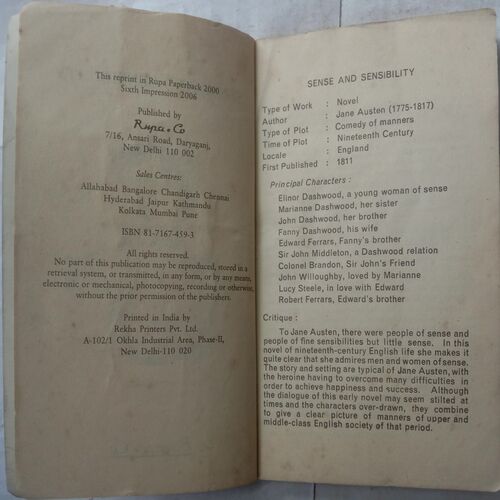 This reprint in Rupa Paperback 2000
Sixth Impression 2006
Published by
Rupa & Co
7/16, Ansari Road, Daryaganj,
New Delhi 110 002
Sales Centres:
Allahabad Bangalore Chandigarh Chennai
Hyderabad Jaipur Kathmandu
Kolkata Mumbai Pune
ISBN 81-7167-459-3
All rights reserved.
No part of this publication may be reproduced, stored in a
retrieval system, or transmitted, in any form, or by any means,
electronic or mechanical, photocopying, recording or otherwise,
without the prior permission of the publishers.
Printed in India by
Rekha Printers Pvt. Ltd.
A-102/1 Okhla Industrial Area, Phase-II,
New Delhi-110 020
SENSE AND SENSIBILITY
Type of Work : Novel
Author : Jane Austen (1775-1817)
Type of Plot : Comedy of manners
Time of Plot : Nineteenth Century
Locale : England
First Published : 1811
Principal Characters :
Elinor Dashwood, a young woman of sense
Marianne Dashwood, her sister
John Dashwood, her brother
Fanny Dashwood, his wife
Edward Ferrars, Fanny's brother
Sir John Middleton, a Dashwood relation
Colonel Brandon, Sir John's Friend
John Willoughby, loved by Marianne
Lucy Steele, in love with Edward
Robert Ferrars, Edward's brother
Critique :
To Jane Austen, there were people of sense and
people of fine sensibilities but little sense. In this
novel of nineteenth-century English life she makes it
quite clear that she admires men and women of sense.
The story and setting are typical of Jane Austen, with
the heroine having to overcome many difficulties in
order to achieve happiness and success. Although
the dialogue of this early novel may seem stilted at
times and the characters over-drawn, they combine
to give a clear picture of manners of upper and
middle-class English society of that period.